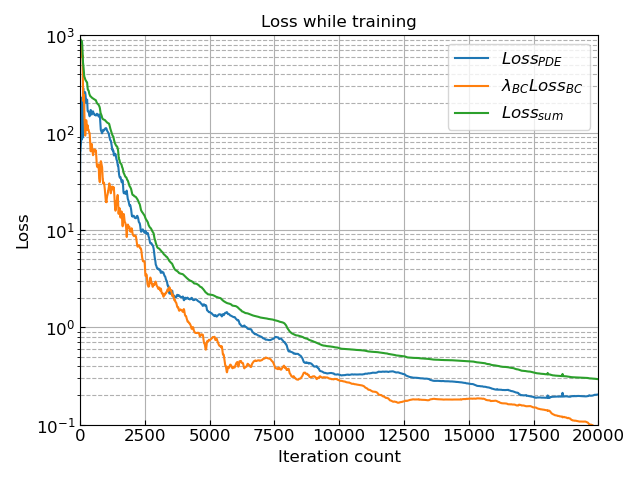 Loss while training
10³
10²
10¹
10⁰
10⁻¹
Loss
Loss_PDE
λ_BC Loss_BC
Loss_sum
0 2500 5000 7500 10000 12500 15000 17500 20000
Iteration count